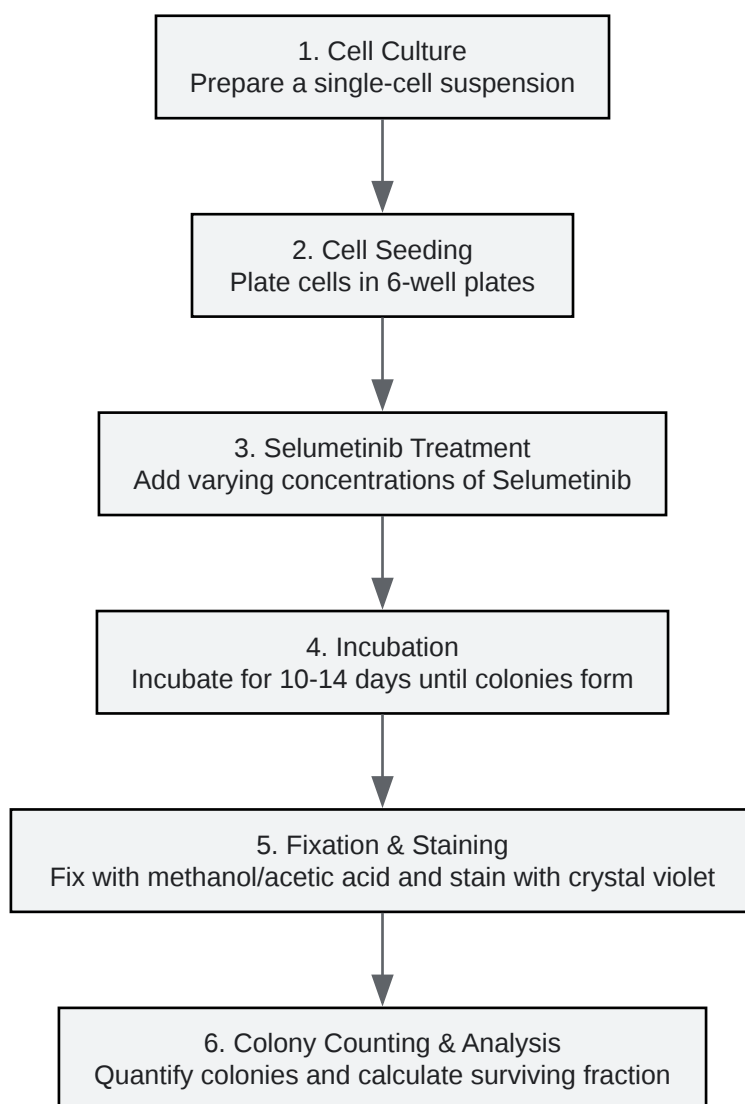 1. Cell Culture
Prepare a single-cell suspension
2. Cell Seeding
Plate cells in 6-well plates
3. Selumetinib Treatment
Add varying concentrations of Selumetinib
4. Incubation
Incubate for 10-14 days until colonies form
5. Fixation & Staining
Fix with methanol/acetic acid and stain with crystal violet
6. Colony Counting & Analysis
Quantify colonies and calculate surviving fraction